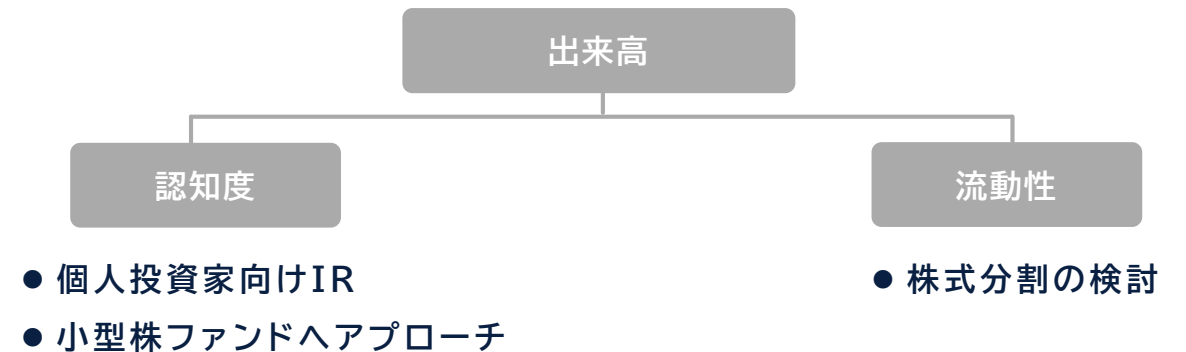 出来高
認知度
流動性
● 個人投資家向けIR
● 小型株ファンドへアプローチ
● 株式分割の検討